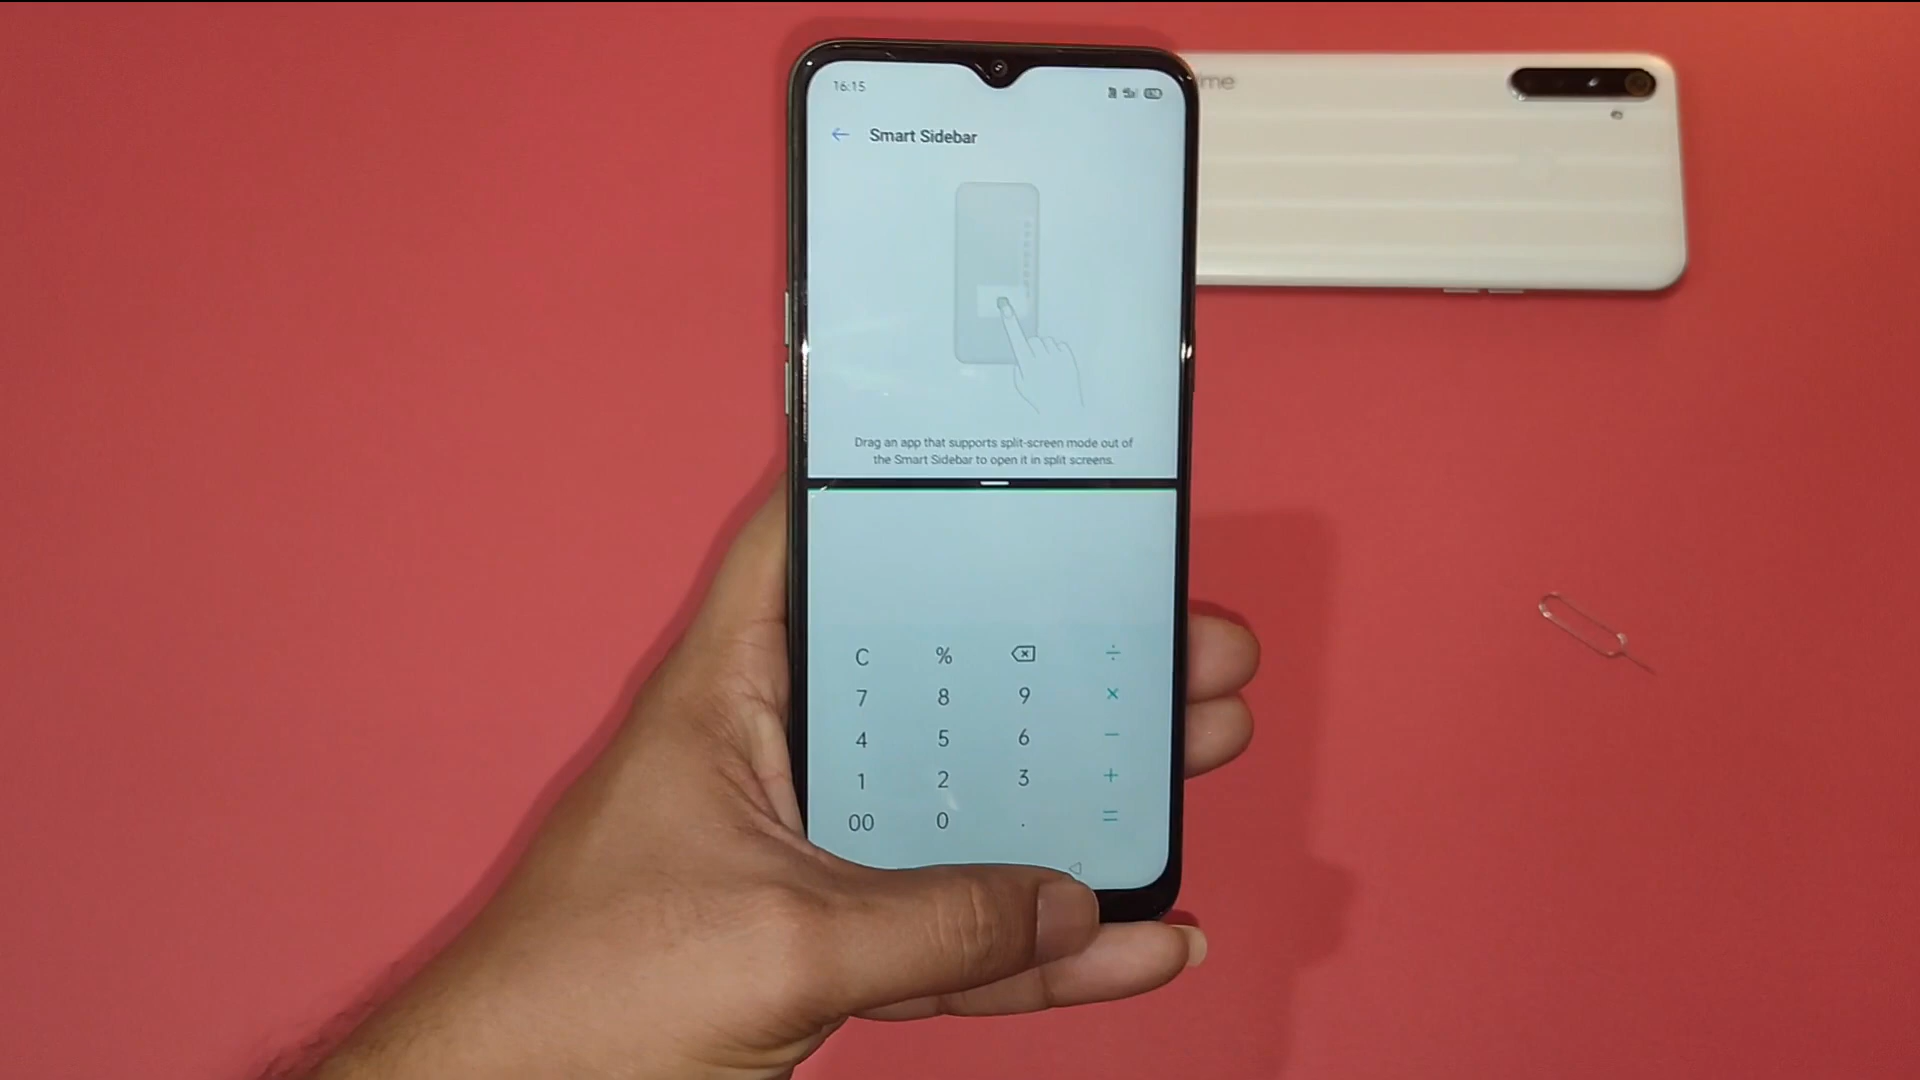 16:15
me
← Smart Sidebar
Drag an app that supports split-screen mode out of
the Smart Sidebar to open it in split screens.
C % ÷
7 8 9 ×
4 5 6 −
1 2 3 +
00 0 . =